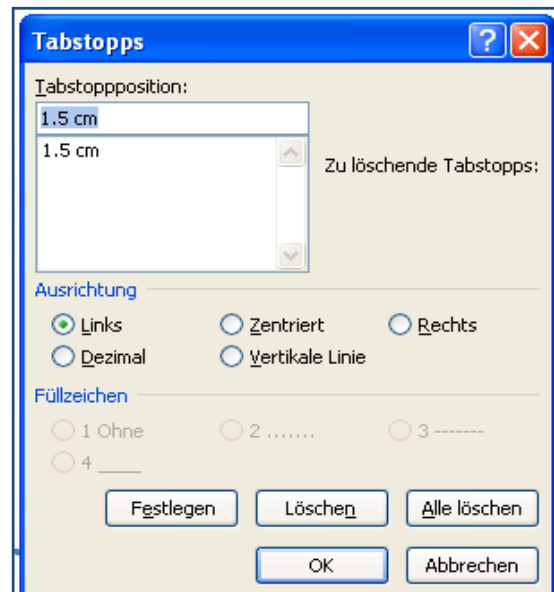 Tabstopps
Tabstoppposition:
1.5 cm
1.5 cm
Zu löschende Tabstopps:
Ausrichtung
Links Zentriert Rechts
Dezimal Vertikale Linie
Füllzeichen
1 Ohne 2 ....... 3 -------
4 ____
Festlegen Löschen Alle löschen
OK Abbrechen